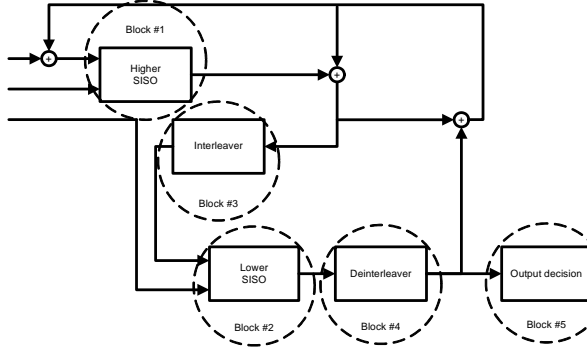 Block #1
+
Higher
SISO
+
+
Interleaver
Block #3
Lower
SISO
Deinterleaver
Output decision
Block #2
Block #4
Block #5